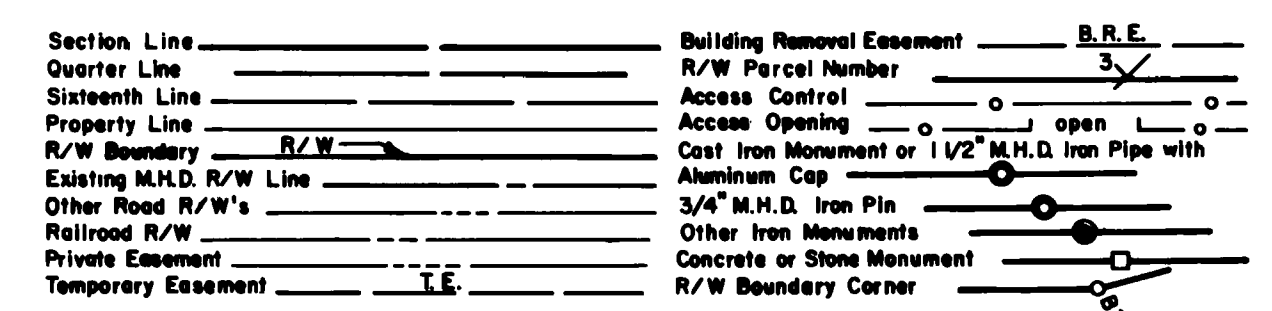 Section Line
Quarter Line
Sixteenth Line
Property Line
R/W Boundary R/W
Existing M.H.D. R/W Line
Other Road R/W's
Railroad R/W
Private Easement
Temporary Easement T.E.
Building Removal Easement B.R.E.
R/W Parcel Number 3
Access Control
Access Opening open
Cast Iron Monument or 1 1/2" M.H.D. Iron Pipe with
Aluminum Cap
3/4" M.H.D. Iron Pin
Other Iron Monuments
Concrete or Stone Monument
R/W Boundary Corner